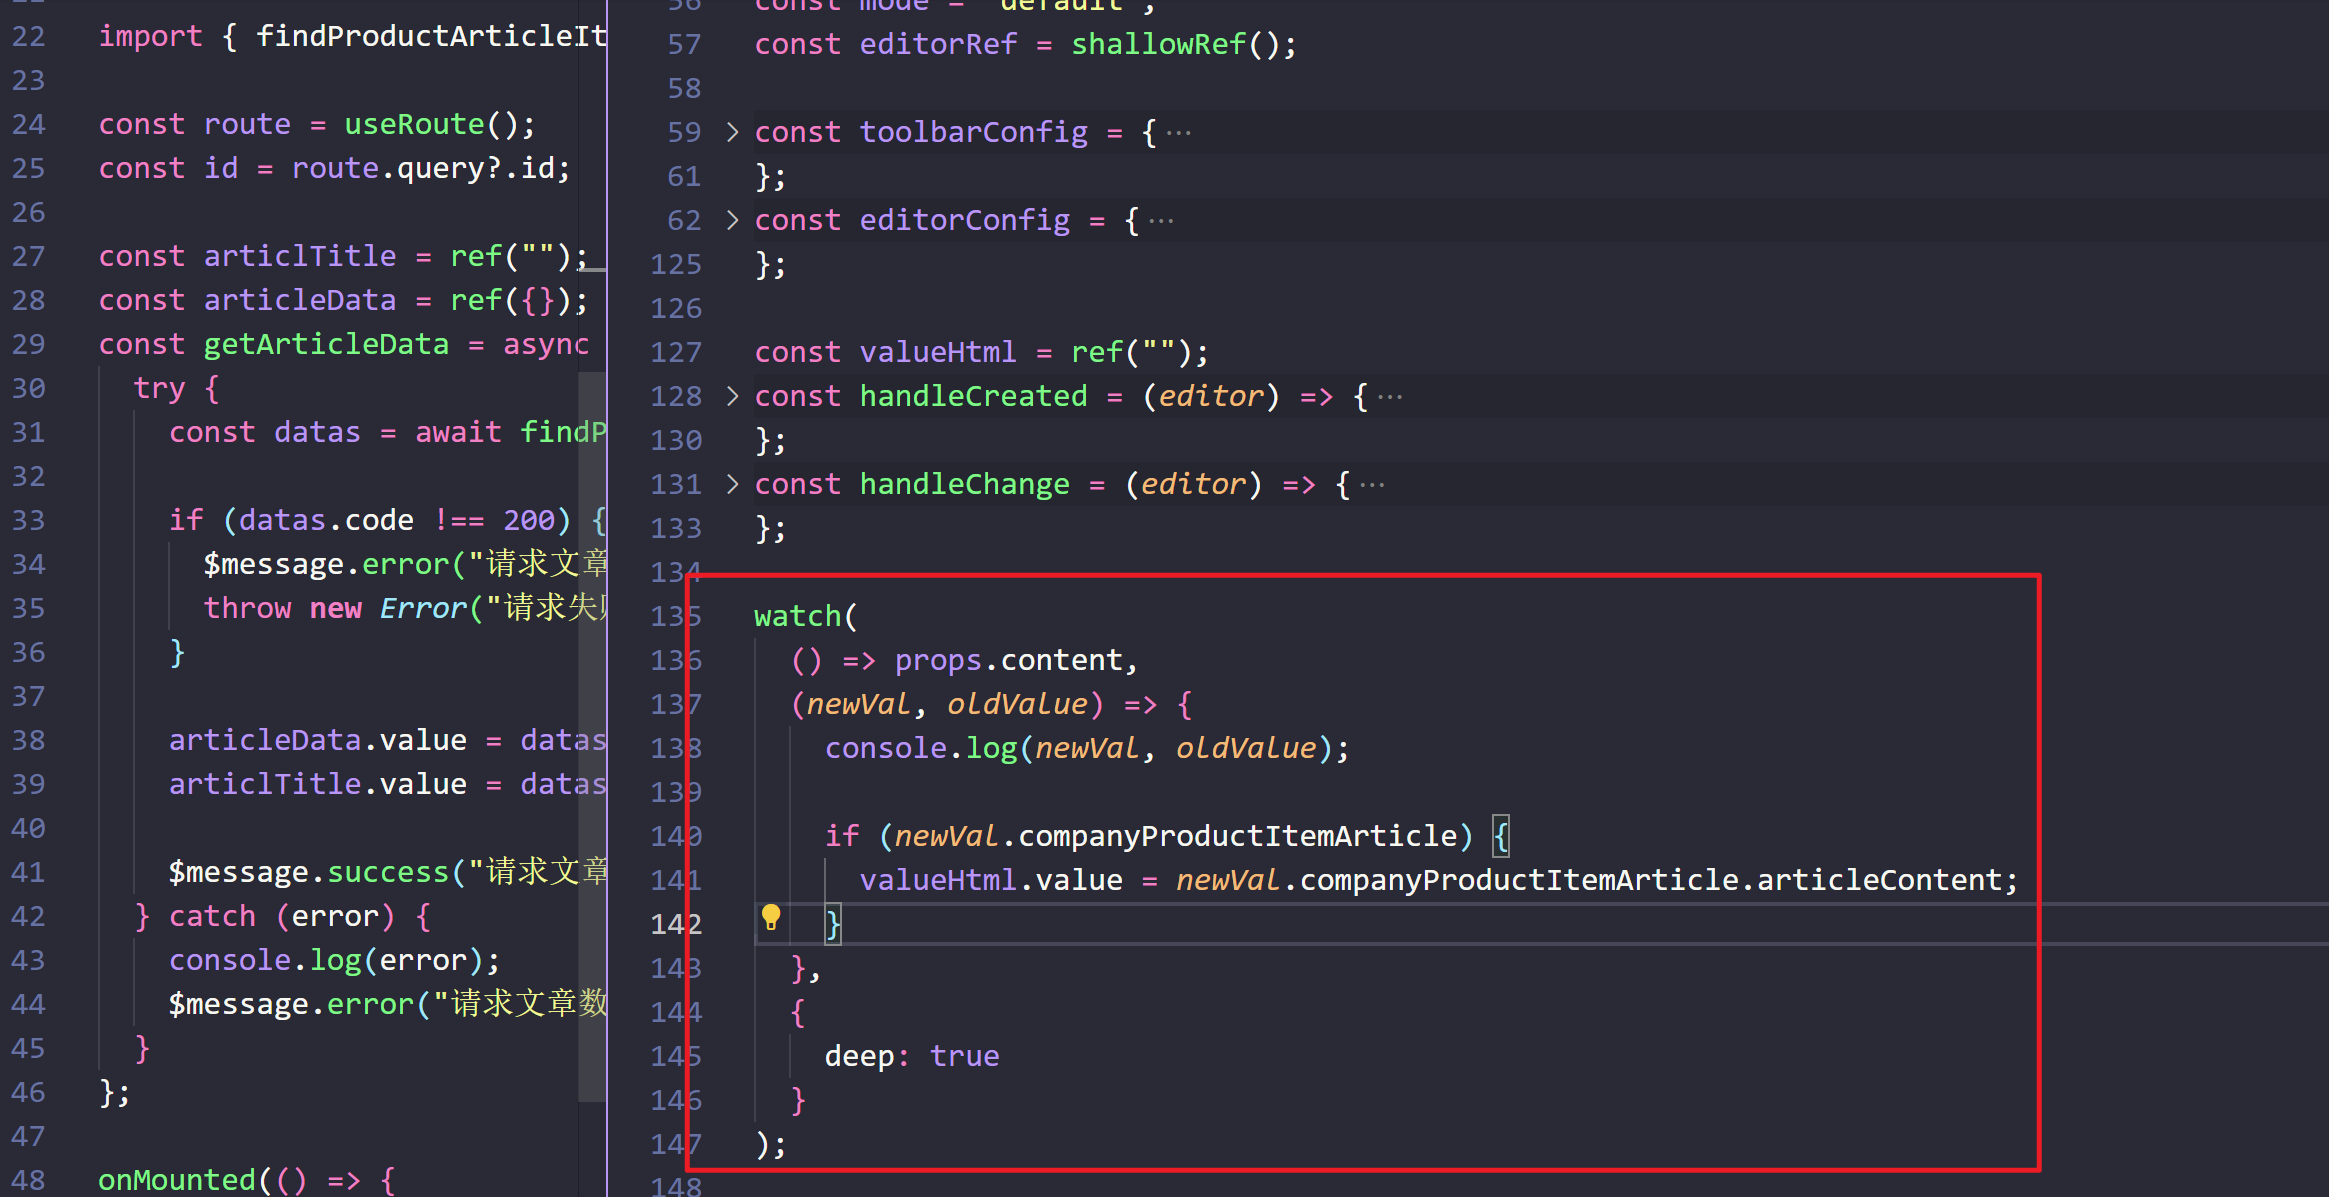 22 import { findProductArticleIt
23
24 const route = useRoute();
25 const id = route.query?.id;
26
27 const articlTitle = ref("");
28 const articleData = ref({});
29 const getArticleData = async
30 try {
31 const datas = await findP
32
33 if (datas.code !== 200) {
34 $message.error("请求文章
35 throw new Error("请求失
36 }
37
38 articleData.value = datas
39 articlTitle.value = datas
40
41 $message.success("请求文章
42 } catch (error) {
43 console.log(error);
44 $message.error("请求文章数
45 }
46 };
47
48 onMounted(() => {
56 const mode = "default";
57 const editorRef = shallowRef();
58
59 > const toolbarConfig = {···
61 };
62 > const editorConfig = {···
125 };
126
127 const valueHtml = ref("");
128 > const handleCreated = (editor) => {···
130 };
131 > const handleChange = (editor) => {···
133 };
134
135 watch(
136 () => props.content,
137 (newVal, oldValue) => {
138 console.log(newVal, oldValue);
139
140 if (newVal.companyProductItemArticle) {
141 valueHtml.value = newVal.companyProductItemArticle.articleContent;
142 }
143 },
144 {
145 deep: true
146 }
147 );
148